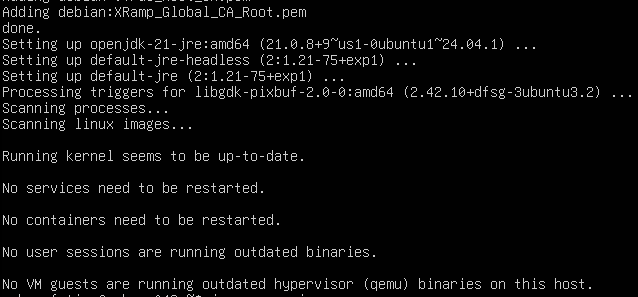 Adding debian:XRamp_Global_CA_Root.pem
done.
Setting up openjdk-21-jre:amd64 (21.0.8+9~us1-0ubuntu1~24.04.1) ...
Setting up default-jre-headless (2:1.21-75+exp1) ...
Setting up default-jre (2:1.21-75+exp1) ...
Processing triggers for libgdk-pixbuf-2.0-0:amd64 (2.42.10+dfsg-3ubuntu3.2) ...
Scanning processes...
Scanning linux images...
Running kernel seems to be up-to-date.
No services need to be restarted.
No containers need to be restarted.
No user sessions are running outdated binaries.
No VM guests are running outdated hypervisor (qemu) binaries on this host.